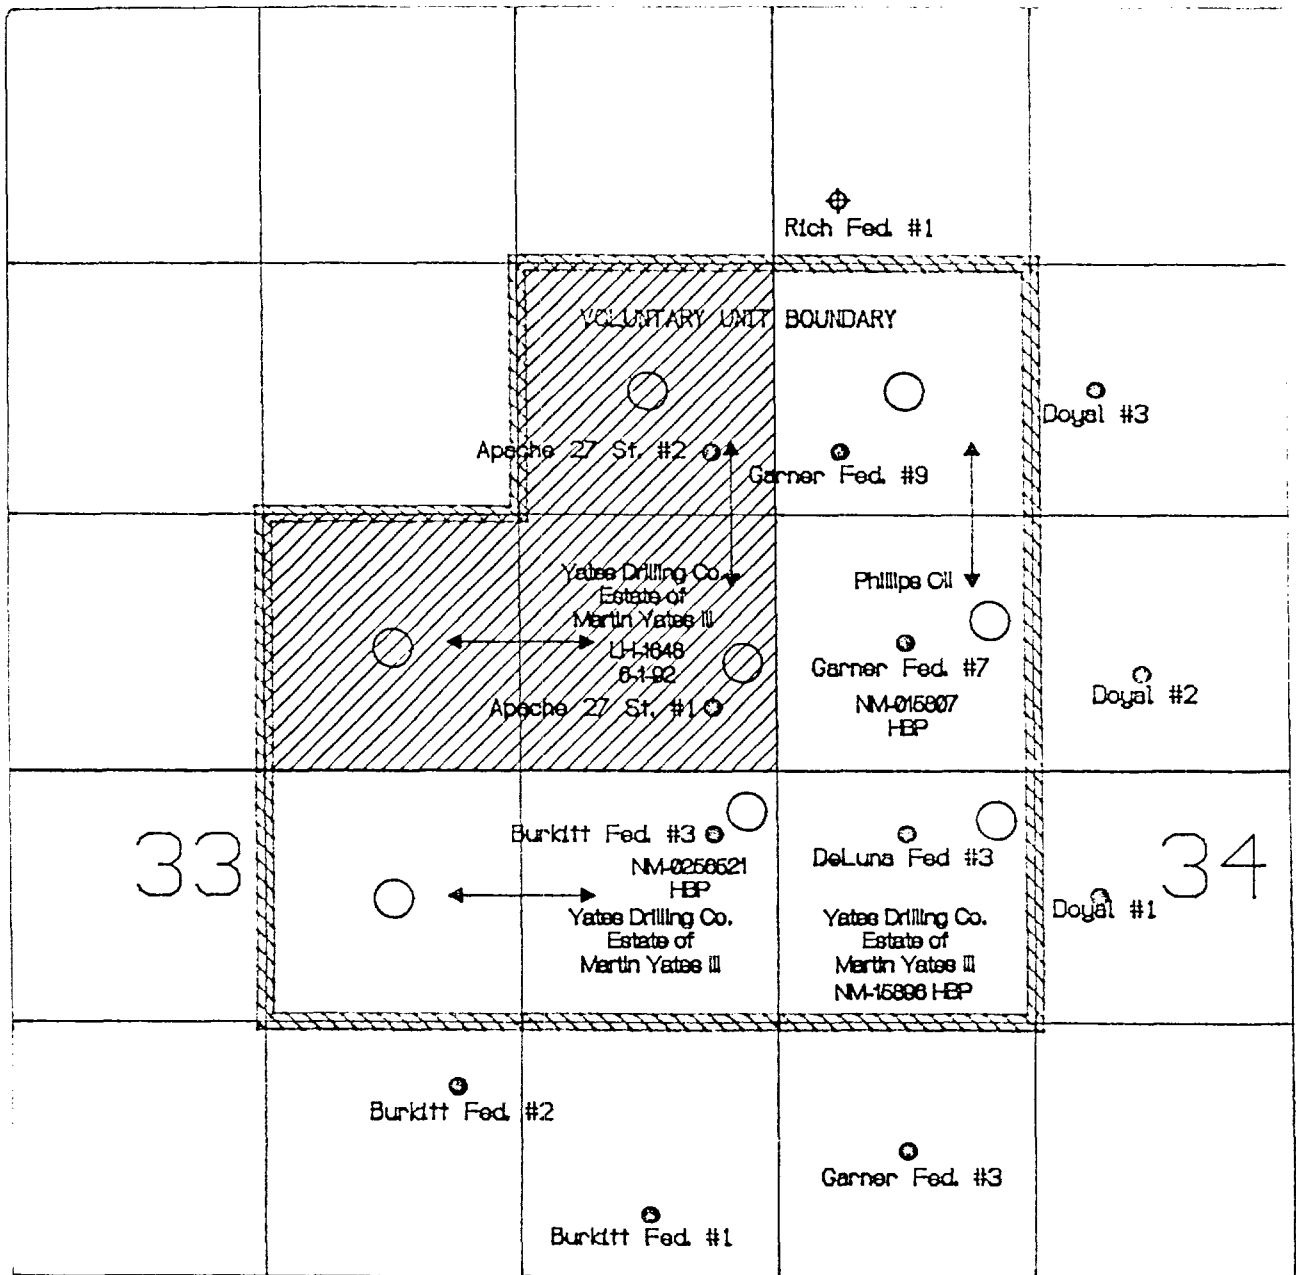 Rich Fed. #1
VOLUNTARY UNIT BOUNDARY
Doyal #3
Apache 27 St. #2
Garner Fed. #9
Yates Drilling Co.
Estate of
Martin Yates III
LH-1648
6-1-92
Apache 27 St. #1
Phillips Oil
Garner Fed. #7
NM-015807
HBP
Doyal #2
33
Burkitt Fed. #3
NM-0256521
HBP
Yates Drilling Co.
Estate of
Martin Yates III
DeLuna Fed #3
Yates Drilling Co.
Estate of
Martin Yates III
NM-15896 HBP
34
Doyal #1
Burkitt Fed. #2
Garner Fed. #3
Burkitt Fed. #1